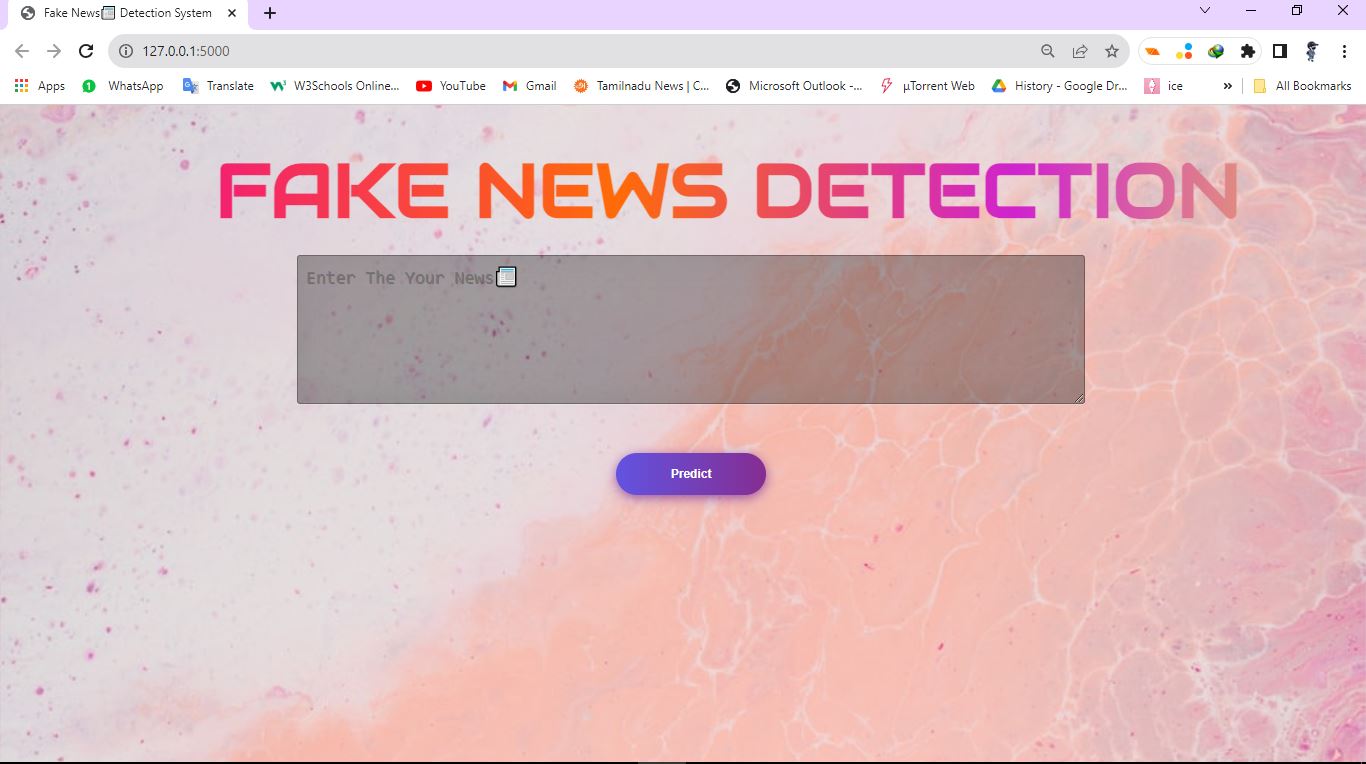 Fake News📰 Detection System
127.0.0.1:5000
Apps
1 WhatsApp
Translate
W3Schools Online...
YouTube
Gmail
Tamilnadu News | C...
Microsoft Outlook -...
µTorrent Web
History - Google Dr...
ice
»
All Bookmarks
FAKE NEWS DETECTION
Enter The Your News📰
Predict